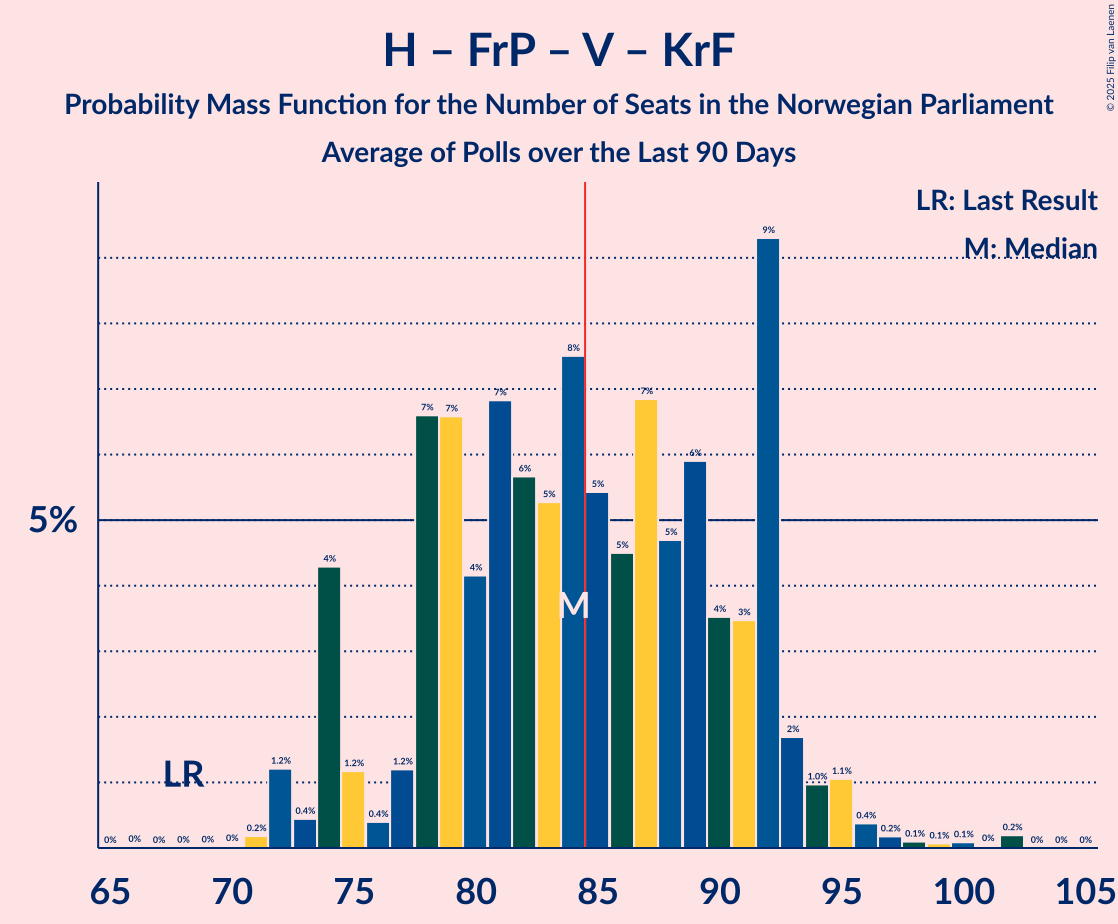 H – FrP – V – KrF
Probability Mass Function for the Number of Seats in the Norwegian Parliament
Average of Polls over the Last 90 Days
© 2025 Filip van Laenen
LR: Last Result
M: Median
5%
0% 0% 0% 0% 0% 0% 0.2% 1.2% 0.4% 4% 1.2% 0.4% 1.2% 7% 7% 4% 7% 6% 5% 8% 5% 5% 7% 5% 6% 4% 3% 9% 2% 1.0% 1.1% 0.4% 0.2% 0.1% 0.1% 0.1% 0% 0.2% 0% 0% 0%
M
LR
65 70 75 80 85 90 95 100 105